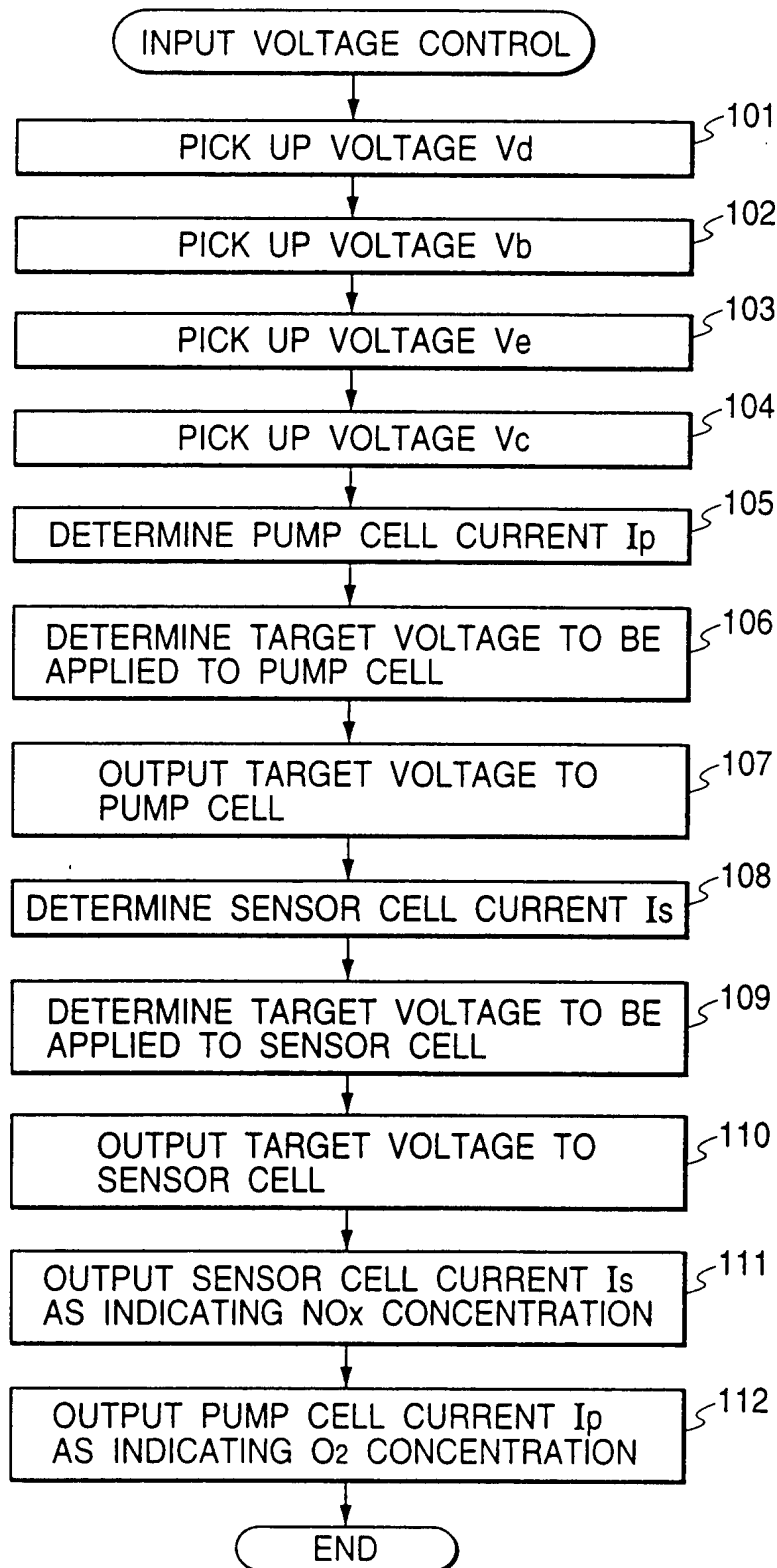 INPUT VOLTAGE CONTROL
101
PICK UP VOLTAGE Vd
102
PICK UP VOLTAGE Vb
103
PICK UP VOLTAGE Ve
104
PICK UP VOLTAGE Vc
105
DETERMINE PUMP CELL CURRENT Ip
106
DETERMINE TARGET VOLTAGE TO BE
APPLIED TO PUMP CELL
107
OUTPUT TARGET VOLTAGE TO
PUMP CELL
108
DETERMINE SENSOR CELL CURRENT Is
109
DETERMINE TARGET VOLTAGE TO BE
APPLIED TO SENSOR CELL
110
OUTPUT TARGET VOLTAGE TO
SENSOR CELL
111
OUTPUT SENSOR CELL CURRENT Is
AS INDICATING NOx CONCENTRATION
112
OUTPUT PUMP CELL CURRENT Ip
AS INDICATING O2 CONCENTRATION
END